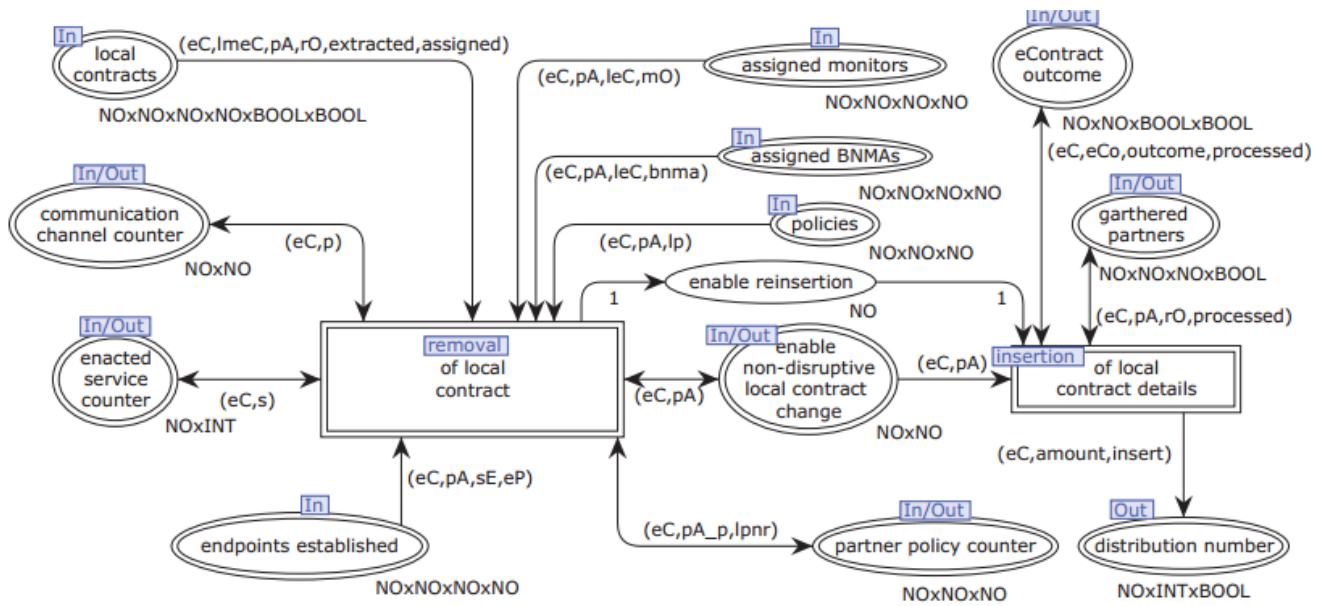 In/Out
In
local
contracts
(eC,lmeC,pA,rO,extracted,assigned)
NOxNOxNOxNOxBOOLxBOOL
In
assigned monitors
(eC,pA,leC,mO)
NOxNOxNOxNO
eContract
outcome
NOxNOxBOOLxBOOL
(eC,eCo,outcome,processed)
In
assigned BNMAs
(eC,pA,leC,bnma)
NOxNOxNOxNO
In/Out
communication
channel counter
(eC,p)
NOxNO
In
policies
(eC,pA,lp)
NOxNOxNO
In/Out
garthered
partners
NOxNOxNOxBOOL
(eC,pA,rO,processed)
enable reinsertion
1
NO
1
In/Out
enacted
service
counter
(eC,s)
NOxINT
removal
of local
contract
In/Out
enable
non-disruptive
local contract
change
(eC,pA)
NOxNO
(eC,pA)
insertion
of local
contract details
(eC,amount,insert)
(eC,pA,sE,eP)
In
endpoints established
NOxNOxNOxNO
(eC,pA_p,lpnr)
In/Out
partner policy counter
NOxNOxNO
Out
distribution number
NOxINTxBOOL